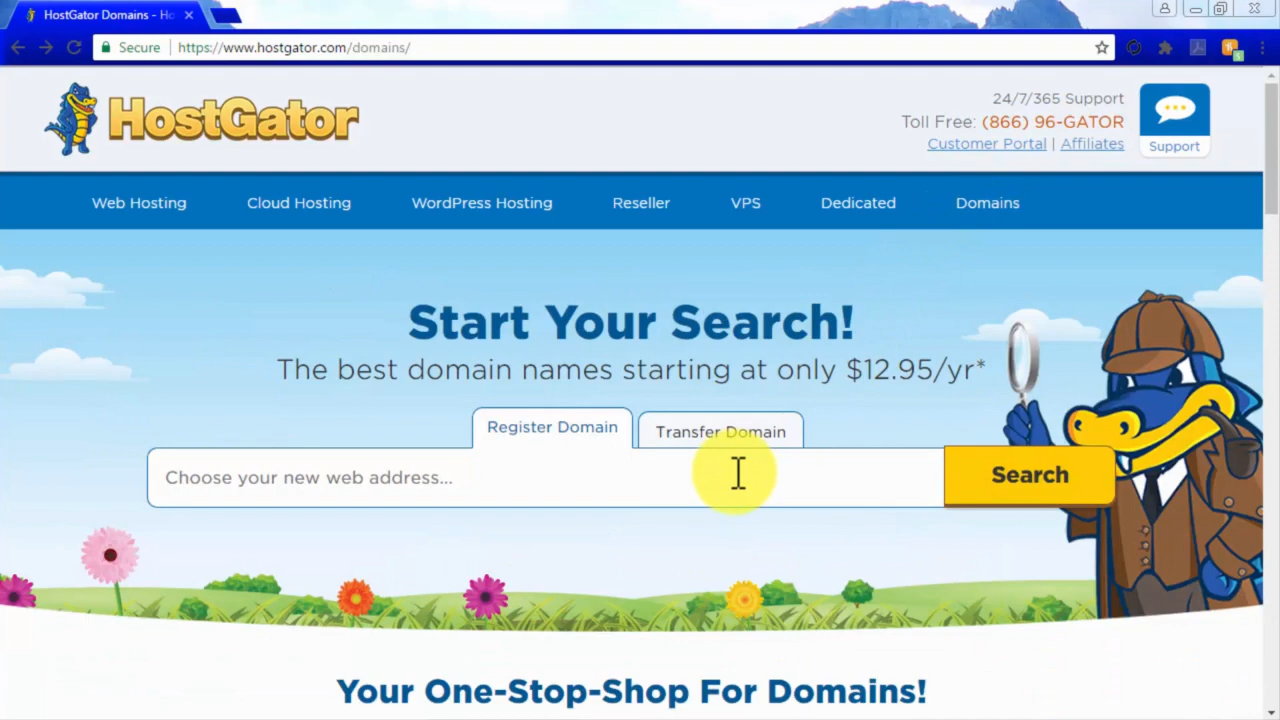 HostGator Domains - Ho
Secure
https://www.hostgator.com/domains/
HostGator
24/7/365 Support
Toll Free: (866) 96-GATOR
Customer Portal | Affiliates
Support
Web Hosting
Cloud Hosting
WordPress Hosting
Reseller
VPS
Dedicated
Domains
Start Your Search!
The best domain names starting at only $12.95/yr*
Register Domain
Transfer Domain
Choose your new web address...
Search
Your One-Stop-Shop For Domains!